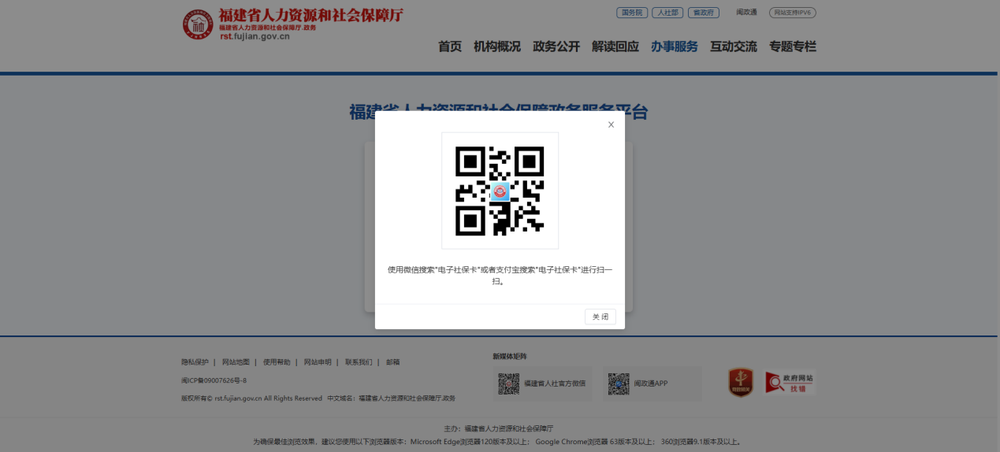 福建省人力资源和社会保障厅
福建省人力资源和社会保障厅.政务
rst.fujian.gov.cn
国务院 人社部 省政府 闽政通 网站支持IPV6
首页 机构概况 政务公开 解读回应 办事服务 互动交流 专题专栏
福建省人力资源和社会保障政务服务平台
X
使用微信搜索"电子社保卡"或者支付宝搜索"电子社保卡"进行扫一
扫。
关 闭
隐私保护 | 网站地图 | 使用帮助 | 网站申明 | 联系我们 | 邮箱
闽ICP备09007626号-8
版权所有© rst.fujian.gov.cn All Rights Reserved 中文域名：福建省人力资源和社会保障厅.政务
新媒体矩阵
福建省人社官方微信
闽政通APP
党政机关
政府网站
找错
主办：福建省人力资源和社会保障厅
为确保最佳浏览效果，建议您使用以下浏览器版本：Microsoft Edge浏览器120版本及以上； Google Chrome浏览器 63版本及以上； 360浏览器9.1版本及以上。